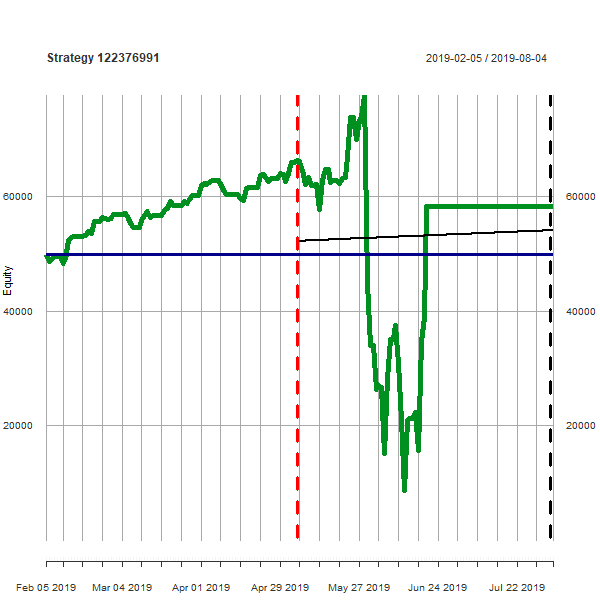 Strategy 122376991
2019-02-05 / 2019-08-04
60000
60000
Equity
40000
40000
20000
20000
Feb 05 2019
Mar 04 2019
Apr 01 2019
Apr 29 2019
May 27 2019
Jun 24 2019
Jul 22 2019